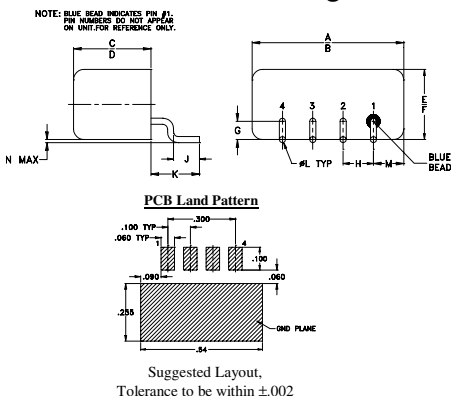 NOTE: BLUE BEAD INDICATES PIN #1.
PIN NUMBERS DO NOT APPEAR
ON UNIT.FOR REFERENCE ONLY.
C
D
A
B
E
F
G
4 3 2 1
N MAX
J
K
øL TYP
H
M
BLUE
BEAD
PCB Land Pattern
.300
.100 TYP
.060 TYP
1
4
.100
.090
.060
.255
GND PLANE
.54
Suggested Layout,
Tolerance to be within ±.002